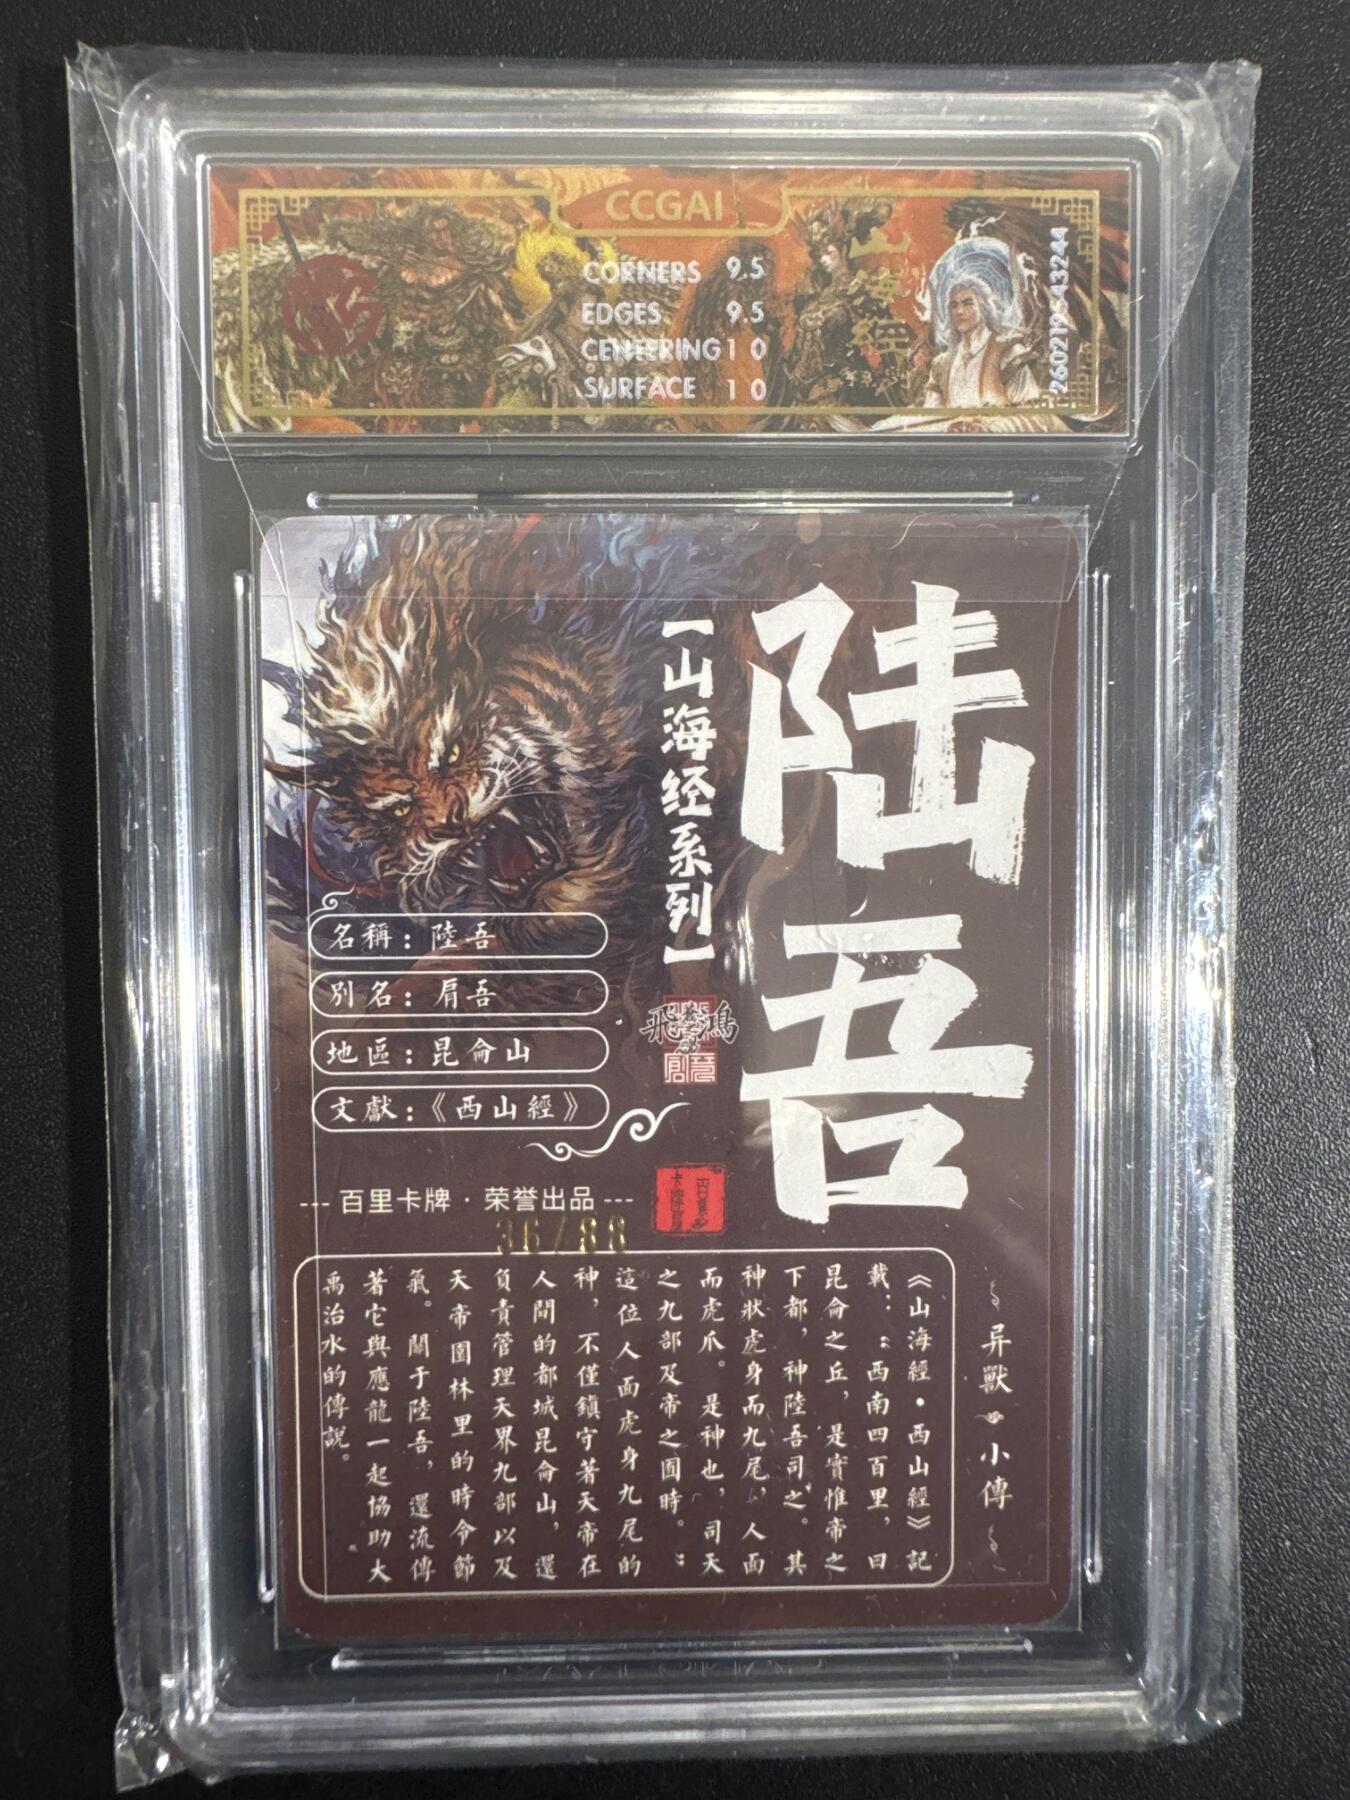 CCGAI
CORNERS 9.5
EDGES 9.5
CENTERING 10
SURFACE 10
山海經
陆吾
【山海经系列】
名稱：陸吾
別名：肩吾
地區：昆侖山
文獻：《西山經》
飛鴻
--- 百里卡牌 · 荣誉出品 ---
36/88
异獸 小傳
《山海經•西山經》記
載：：西南四百里，曰
昆侖之丘，是實惟帝之
下都，神陸吾司之。其
神狀虎身而九尾，人面
而虎爪。是神也，司天
之九部及帝之囿時。：
這位人面虎身九尾的
神，不僅鎮守著天帝在
人間的都城昆侖山，還
負責管理天界九部以及
天帝園林里的時令節
氣。關于陸吾，還流傳
著它與應龍一起協助大
禹治水的傳說。